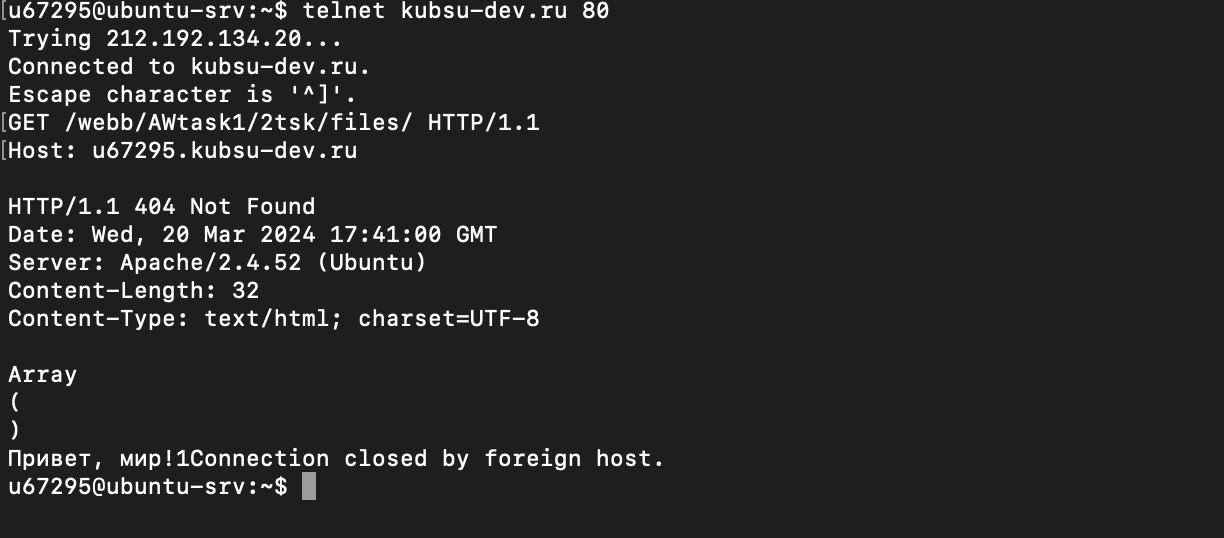 [u67295@ubuntu-srv:~$ telnet kubsu-dev.ru 80
Trying 212.192.134.20...
Connected to kubsu-dev.ru.
Escape character is '^]'.
[GET /webb/AWtask1/2tsk/files/ HTTP/1.1
[Host: u67295.kubsu-dev.ru
HTTP/1.1 404 Not Found
Date: Wed, 20 Mar 2024 17:41:00 GMT
Server: Apache/2.4.52 (Ubuntu)
Content-Length: 32
Content-Type: text/html; charset=UTF-8
Array
(
)
Привет, мир!1Connection closed by foreign host.
u67295@ubuntu-srv:~$